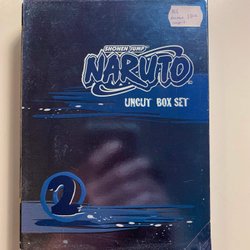 SHONEN JUMP
NARUTO
UNCUT BOX SET
2